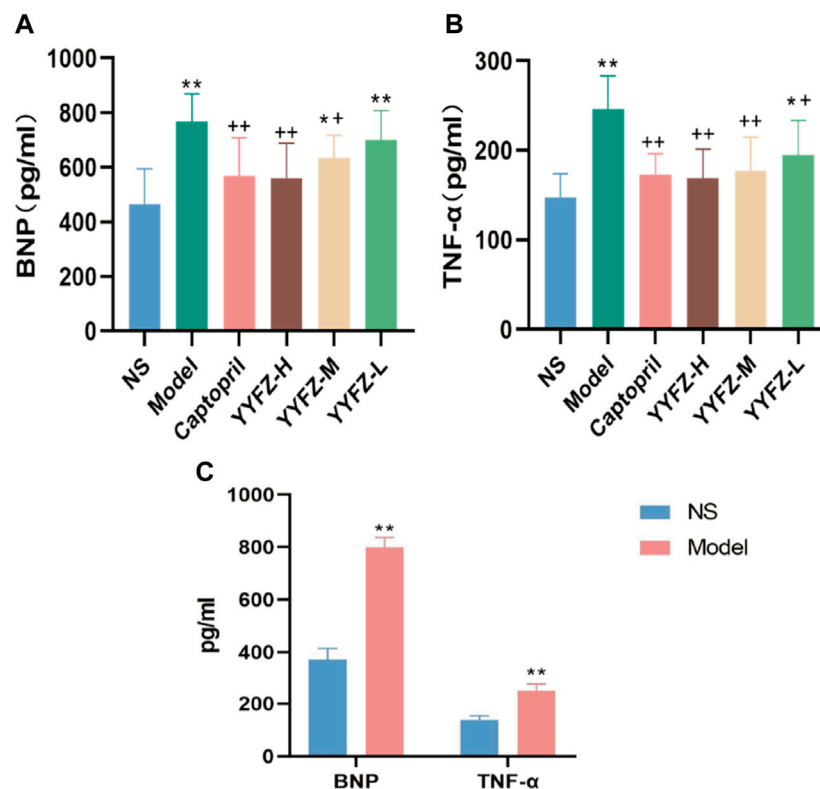 A
BNP（pg/ml）
1000
800
600
400
200
0
**
++
++
*+
**
NS
Model
Captopril
YYFZ-H
YYFZ-M
YYFZ-L
B
TNF-α（pg/ml）
300
200
100
0
**
++
++
++
*+
NS
Model
Captopril
YYFZ-H
YYFZ-M
YYFZ-L
C
pg/ml
1000
800
600
400
200
0
**
**
BNP
TNF-α
NS
Model